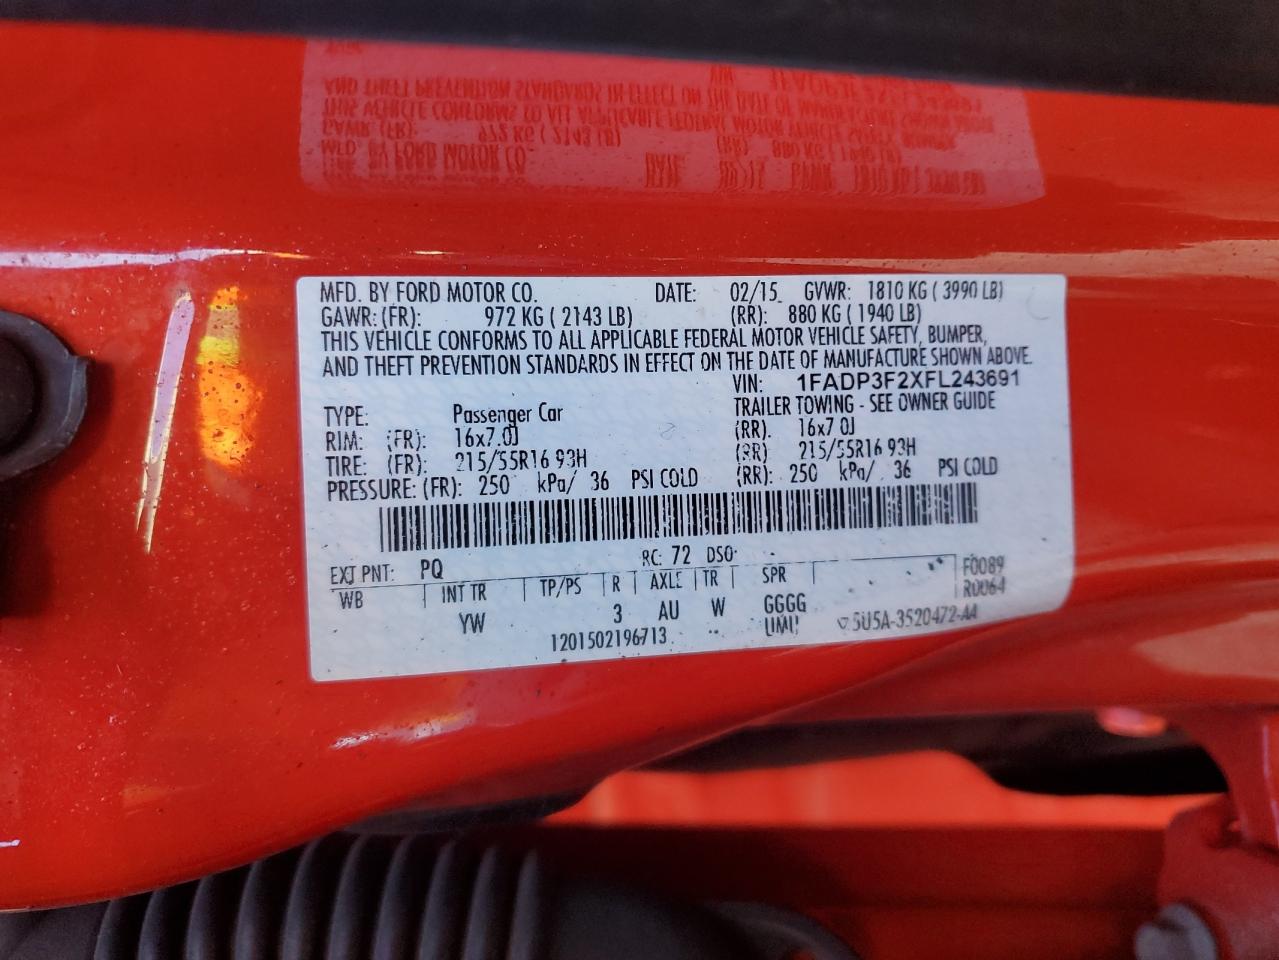 MFD. BY FORD MOTOR CO. DATE: 02/15 GVWR: 1810 KG ( 3990 LB)
GAWR: (FR): 972 KG ( 2143 LB) (RR): 880 KG ( 1940 LB)
THIS VEHICLE CONFORMS TO ALL APPLICABLE FEDERAL MOTOR VEHICLE SAFETY, BUMPER,
AND THEFT PREVENTION STANDARDS IN EFFECT ON THE DATE OF MANUFACTURE SHOWN ABOVE.
VIN: 1FADP3F2XFL243691
TYPE: Passenger Car TRAILER TOWING - SEE OWNER GUIDE
RIM: (FR): 16x7.0J (RR). 16x7.0J
TIRE: (FR): 215/55R16 93H (RR) 215/55R16 93H
PRESSURE: (FR): 250 kPa/ 36 PSI COLD (RR): 250 kPa/ 36 PSI COLD
EXT PNT: PQ RC: 72 DSO:
WB INT TR TP/PS R AXLE TR SPR F0089
R0064
YW 3 AU W GGGG
1201502196713 5U5A-3520472-AA